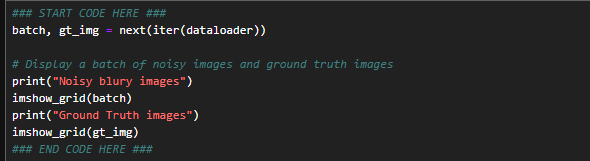 ### START CODE HERE ###
batch, gt_img = next(iter(dataloader))
# Display a batch of noisy images and ground truth images
print("Noisy blury images")
imshow_grid(batch)
print("Ground Truth images")
imshow_grid(gt_img)
### END CODE HERE ###